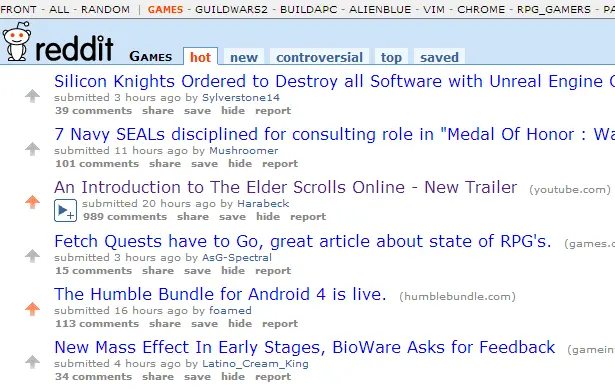 FRONT - ALL - RANDOM | GAMES - GUILDWARS2 - BUILDAPC - ALIENBLUE - VIM - CHROME - RPG_GAMERS - PA
reddit GAMES hot new controversial top saved
Silicon Knights Ordered to Destroy all Software with Unreal Engine C
submitted 3 hours ago by Sylverstone14
39 comments share save hide report
7 Navy SEALs disciplined for consulting role in "Medal Of Honor : Wa
submitted 11 hours ago by Mushroomer
101 comments share save hide report
An Introduction to The Elder Scrolls Online - New Trailer (youtube.com)
submitted 20 hours ago by Harabeck
989 comments share save hide report
Fetch Quests have to Go, great article about state of RPG's. (games.c
submitted 3 hours ago by AsG-Spectral
15 comments share save hide report
The Humble Bundle for Android 4 is live. (humblebundle.com)
submitted 16 hours ago by foamed
113 comments share save hide report
New Mass Effect In Early Stages, BioWare Asks for Feedback (gamein
submitted 4 hours ago by Latino_Cream_King
34 comments share save hide report